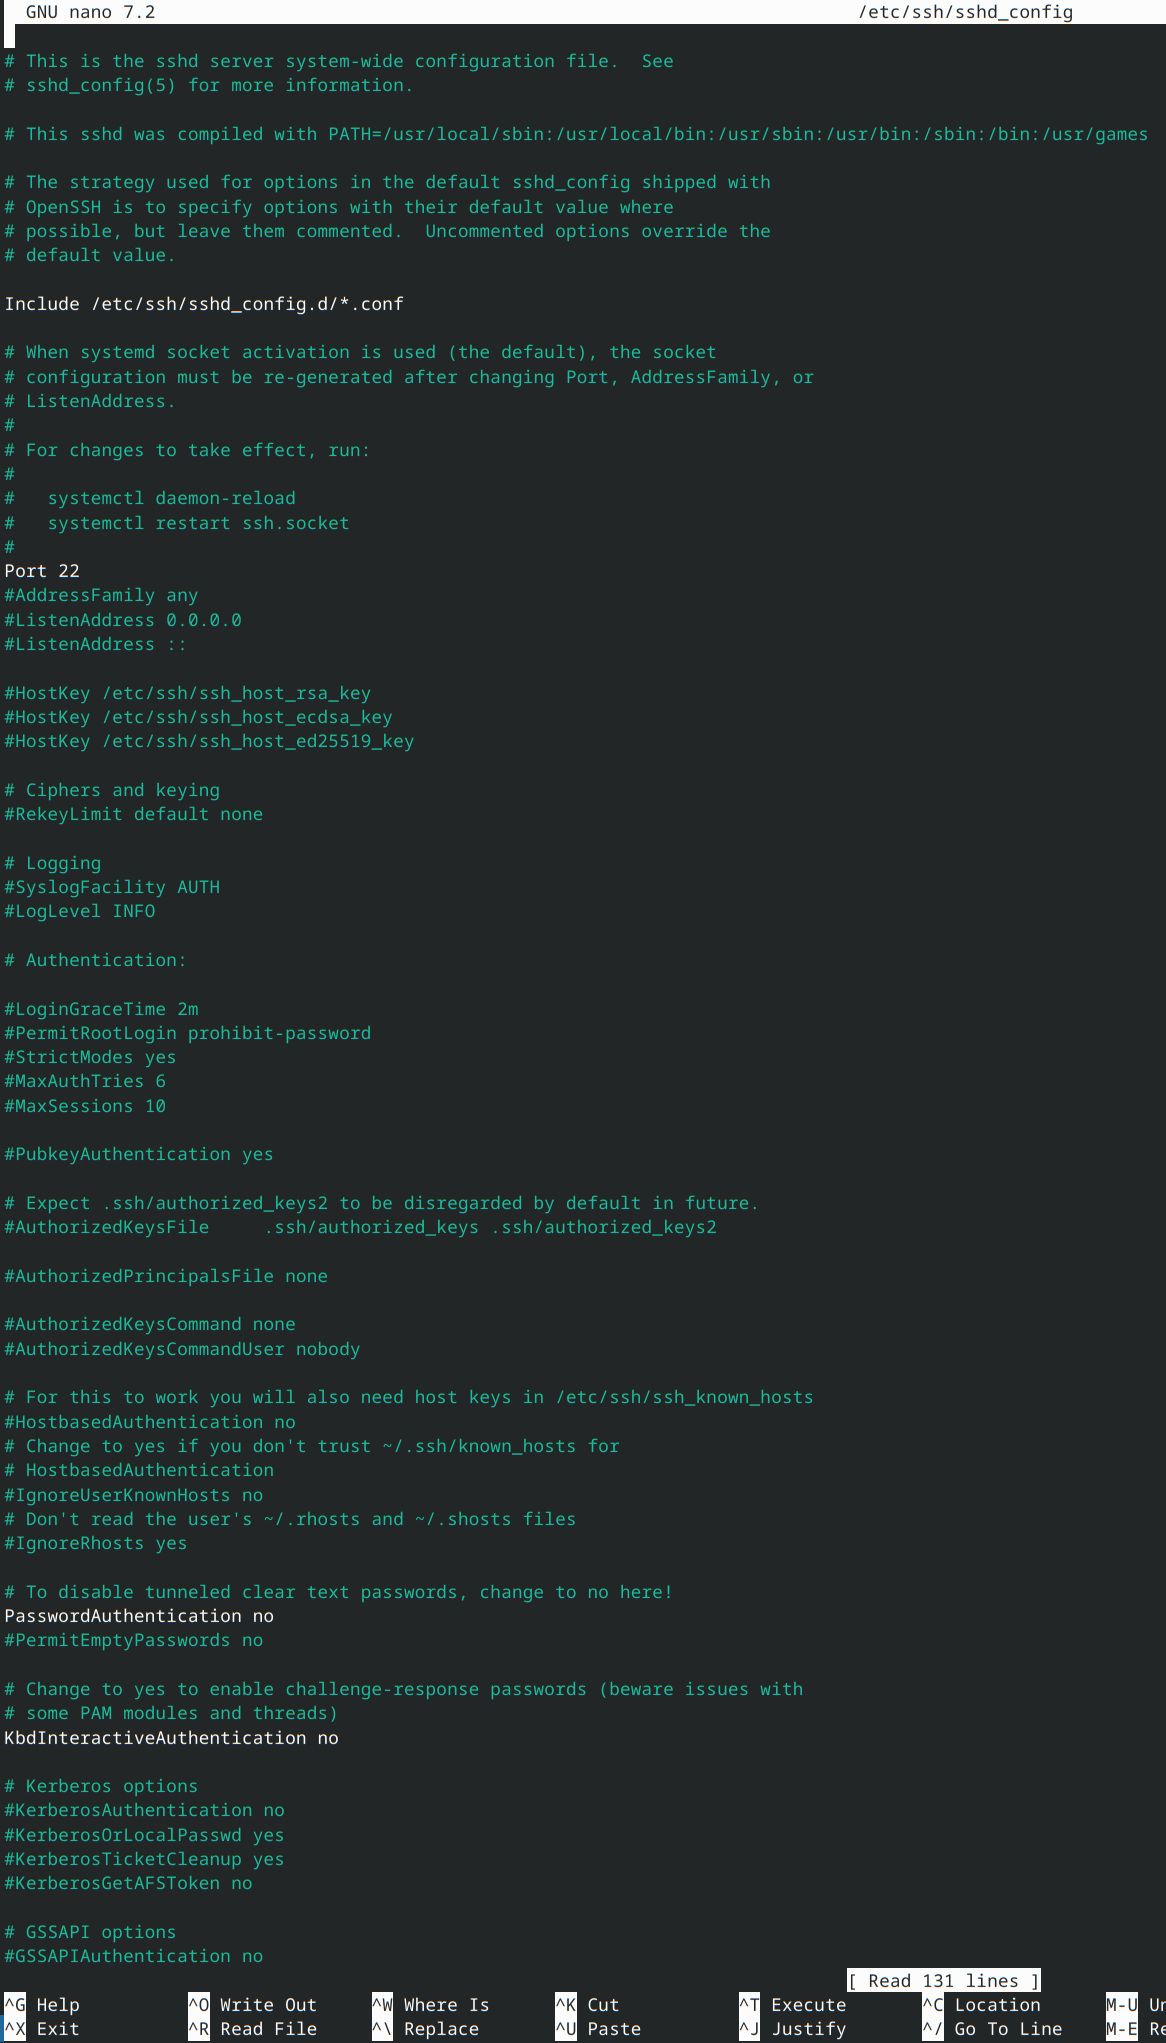 GNU nano 7.2 /etc/ssh/sshd_config
# This is the sshd server system-wide configuration file.  See
# sshd_config(5) for more information.
# This sshd was compiled with PATH=/usr/local/sbin:/usr/local/bin:/usr/sbin:/usr/bin:/sbin:/bin:/usr/games
# The strategy used for options in the default sshd_config shipped with
# OpenSSH is to specify options with their default value where
# possible, but leave them commented.  Uncommented options override the
# default value.
Include /etc/ssh/sshd_config.d/*.conf
# When systemd socket activation is used (the default), the socket
# configuration must be re-generated after changing Port, AddressFamily, or
# ListenAddress.
#
# For changes to take effect, run:
#
#   systemctl daemon-reload
#   systemctl restart ssh.socket
#
Port 22
#AddressFamily any
#ListenAddress 0.0.0.0
#ListenAddress ::
#HostKey /etc/ssh/ssh_host_rsa_key
#HostKey /etc/ssh/ssh_host_ecdsa_key
#HostKey /etc/ssh/ssh_host_ed25519_key
# Ciphers and keying
#RekeyLimit default none
# Logging
#SyslogFacility AUTH
#LogLevel INFO
# Authentication:
#LoginGraceTime 2m
#PermitRootLogin prohibit-password
#StrictModes yes
#MaxAuthTries 6
#MaxSessions 10
#PubkeyAuthentication yes
# Expect .ssh/authorized_keys2 to be disregarded by default in future.
#AuthorizedKeysFile     .ssh/authorized_keys .ssh/authorized_keys2
#AuthorizedPrincipalsFile none
#AuthorizedKeysCommand none
#AuthorizedKeysCommandUser nobody
# For this to work you will also need host keys in /etc/ssh/ssh_known_hosts
#HostbasedAuthentication no
# Change to yes if you don't trust ~/.ssh/known_hosts for
# HostbasedAuthentication
#IgnoreUserKnownHosts no
# Don't read the user's ~/.rhosts and ~/.shosts files
#IgnoreRhosts yes
# To disable tunneled clear text passwords, change to no here!
PasswordAuthentication no
#PermitEmptyPasswords no
# Change to yes to enable challenge-response passwords (beware issues with
# some PAM modules and threads)
KbdInteractiveAuthentication no
# Kerberos options
#KerberosAuthentication no
#KerberosOrLocalPasswd yes
#KerberosTicketCleanup yes
#KerberosGetAFSToken no
# GSSAPI options
#GSSAPIAuthentication no
[ Read 131 lines ]
^G Help ^O Write Out ^W Where Is ^K Cut ^T Execute ^C Location M-U
^X Exit ^R Read File ^\ Replace ^U Paste ^J Justify ^/ Go To Line M-E